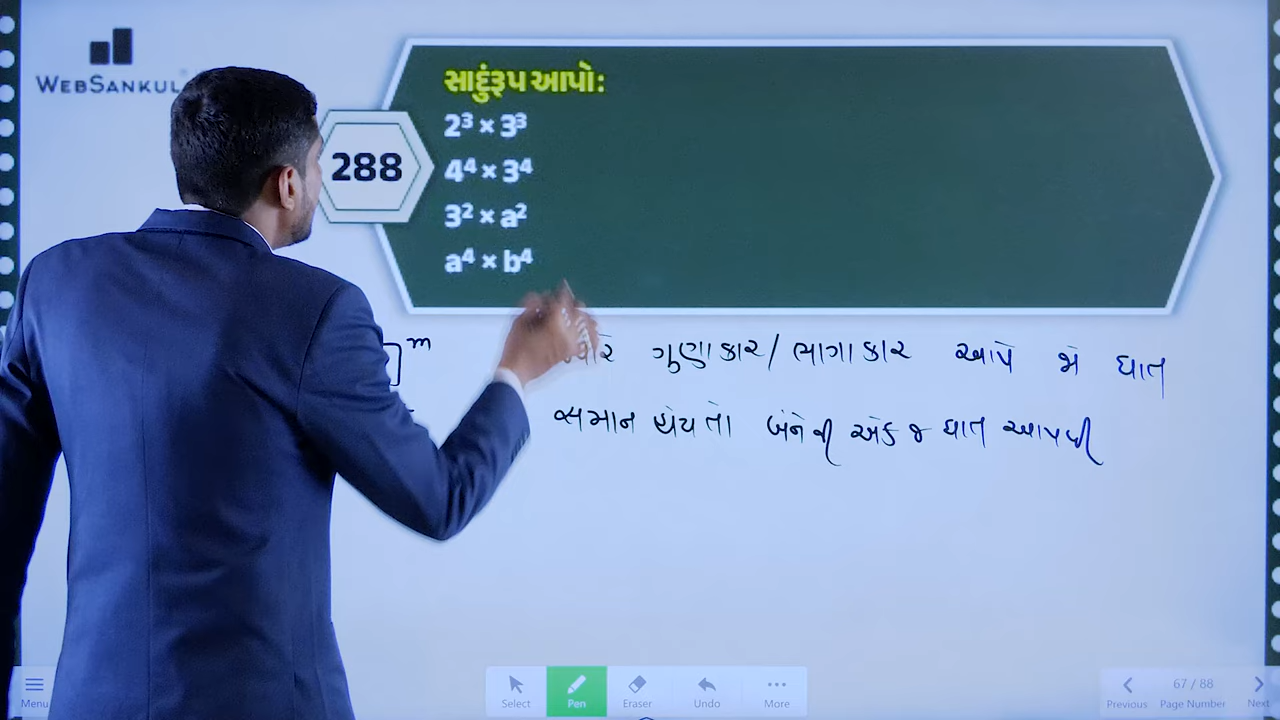 WEBSANKUL
સાદુંરૂપ આપો:
288
2³ × 3³
4⁴ × 3⁴
3² × a²
a⁴ × b⁴
m ગુણાકાર/ભાગાકાર આપે ને ઘાત
સમાન હોય તો બંનેની એક જ ઘાત આપવી
Menu
Select
Pen
Eraser
Undo
More
Previous
67 / 88
Page Number
Next